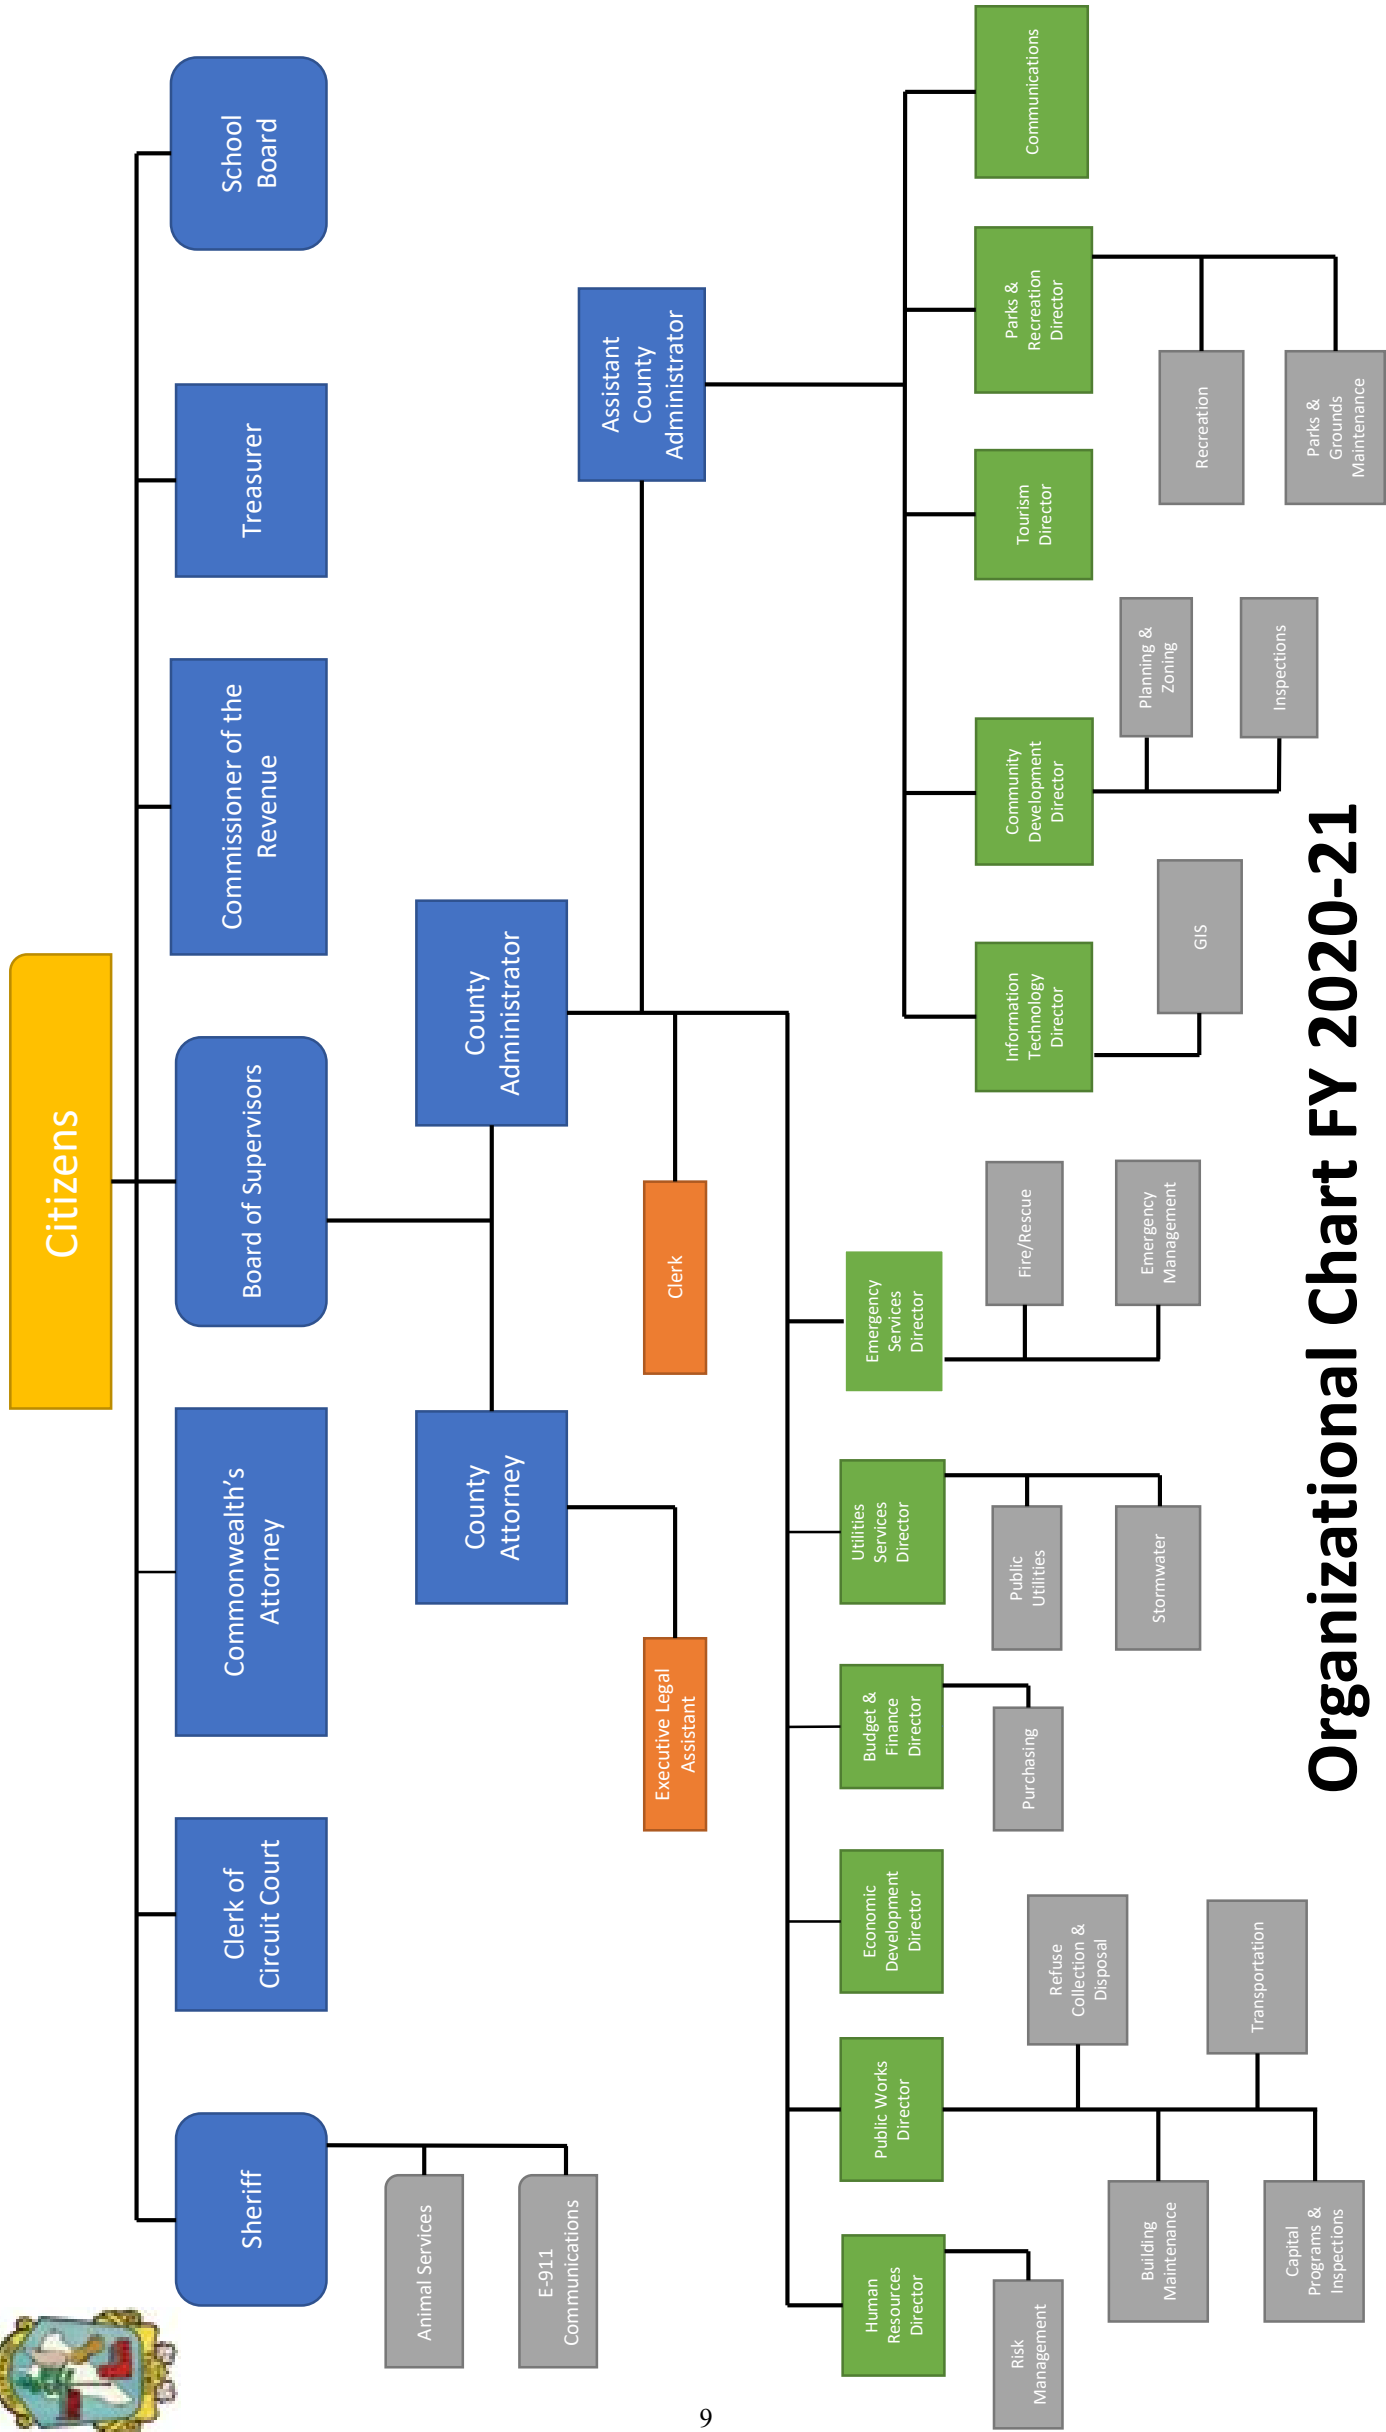 Citizens
Sheriff
Clerk of
Circuit Court
Commonwealth's
Attorney
Board of Supervisors
Commissioner of the
Revenue
Treasurer
School
Board
Animal Services
E-911
Communications
County
Attorney
County
Administrator
Executive Legal
Assistant
Clerk
Assistant
County
Administrator
Human
Resources
Director
Public Works
Director
Economic
Development
Director
Budget &
Finance
Director
Utilities
Services
Director
Emergency
Services
Director
Risk
Management
Refuse
Collection &
Disposal
Building
Maintenance
Transportation
Capital
Programs &
Inspections
Purchasing
Public
Utilities
Stormwater
Fire/Rescue
Emergency
Management
Information
Technology
Director
Community
Development
Director
Tourism
Director
Parks &
Recreation
Director
Communications
GIS
Planning &
Zoning
Inspections
Recreation
Parks &
Grounds
Maintenance
Organizational Chart FY 2020-21
9